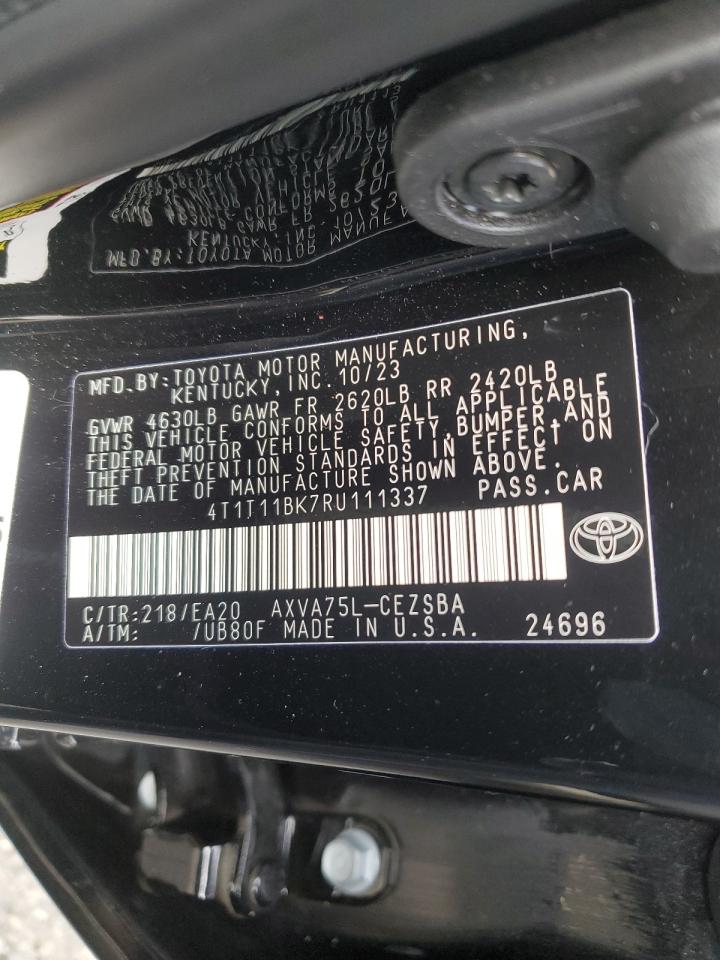 MFD.BY:TOYOTA MOTOR MANUFACTURING,
KENTUCKY,INC.10/23
GVWR 4630LB GAWR FR 2620LB RR 2420LB
THIS VEHICLE CONFORMS TO ALL APPLICABLE
FEDERAL MOTOR VEHICLE SAFETY,BUMPER,AND
THEFT PREVENTION STANDARDS IN EFFECT ON
THE DATE OF MANUFACTURE SHOWN ABOVE.
4T1T11BK7RU111337 PASS.CAR
C/TR:218/EA20 AXVA75L-CEZSBA
A/TM: /UB80F MADE IN U.S.A. 24696